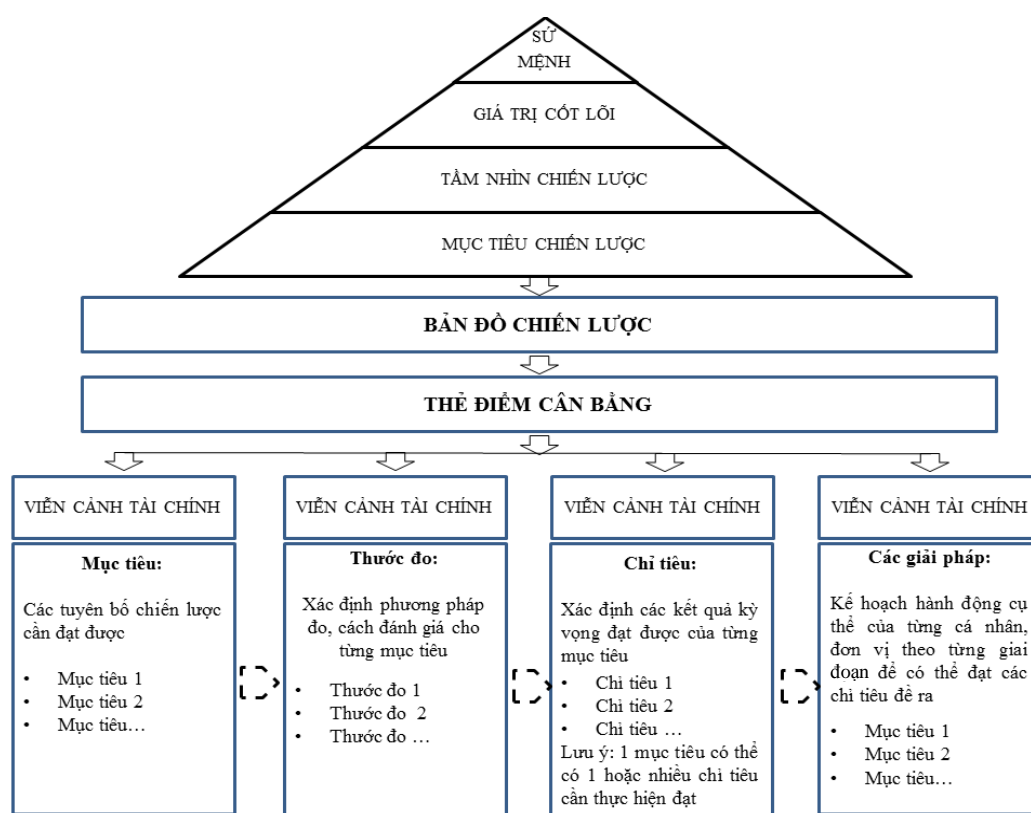 SỨ
MỆNH
GIÁ TRỊ CỐT LÕI
TẦM NHÌN CHIẾN LƯỢC
MỤC TIÊU CHIẾN LƯỢC
BẢN ĐỒ CHIẾN LƯỢC
THẺ ĐIỂM CÂN BẰNG
VIỄN CẢNH TÀI CHÍNH
Mục tiêu:
Các tuyên bố chiến lược
cần đạt được
• Mục tiêu 1
• Mục tiêu 2
• Mục tiêu…
VIỄN CẢNH TÀI CHÍNH
Thước đo:
Xác định phương pháp
đo, cách đánh giá cho
từng mục tiêu
• Thước đo 1
• Thước đo 2
• Thước đo …
VIỄN CẢNH TÀI CHÍNH
Chỉ tiêu:
Xác định các kết quả kỳ
vọng đạt được của từng
mục tiêu
• Chỉ tiêu 1
• Chỉ tiêu 2
• Chỉ tiêu …
Lưu ý: 1 mục tiêu có thể
có 1 hoặc nhiều chỉ tiêu
cần thực hiện đạt
VIỄN CẢNH TÀI CHÍNH
Các giải pháp:
Kế hoạch hành động cụ
thể của từng cá nhân,
đơn vị theo từng giai
đoạn để có thể đạt các
chỉ tiêu đề ra
• Mục tiêu 1
• Mục tiêu 2
• Mục tiêu…